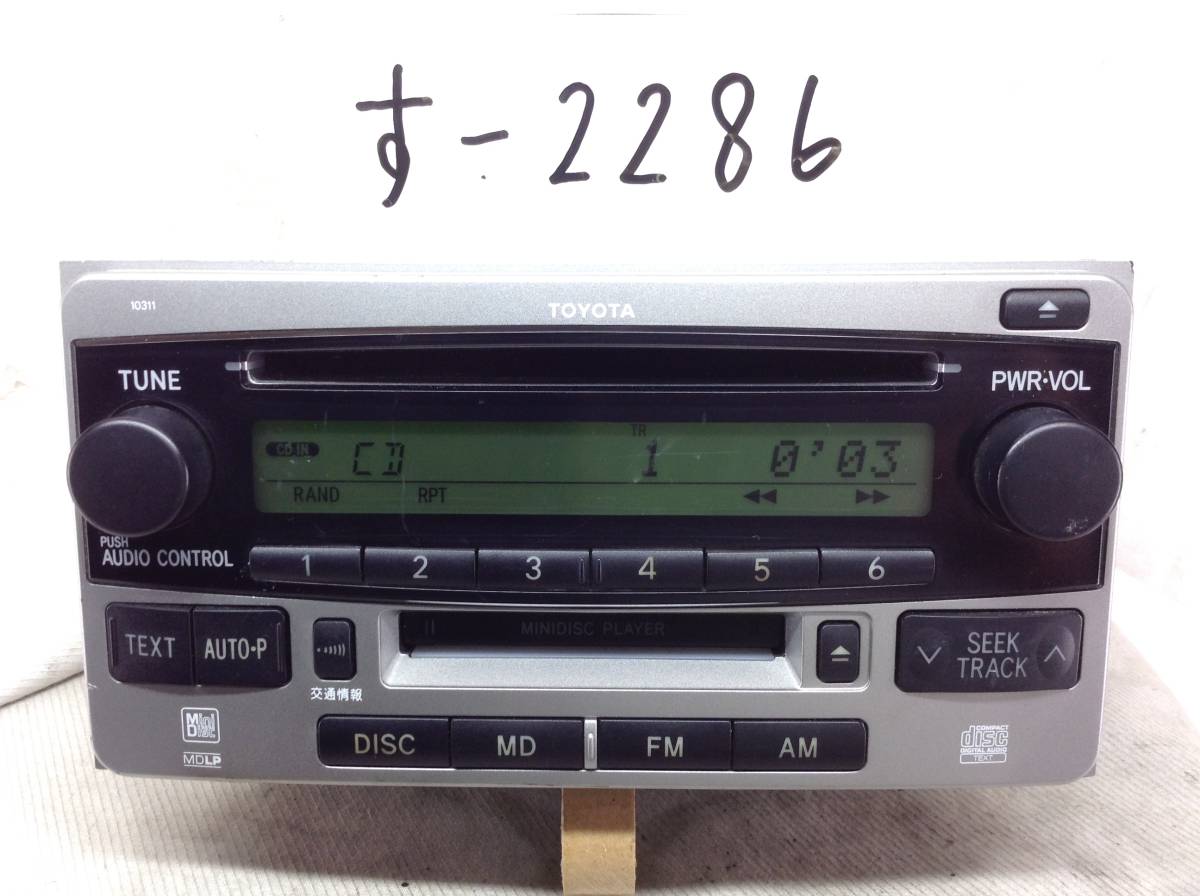 す-2286
10311
TOYOTA
TUNE
PWR・VOL
CD-IN CD TR 1 0'03
RAND RPT
PUSH
AUDIO CONTROL
1 2 3 4 5 6
TEXT AUTO・P
MINIDISC PLAYER
SEEK
TRACK
交通情報
Mini
Disc
MDLP
DISC MD FM AM
COMPACT
disc
DIGITAL AUDIO
TEXT